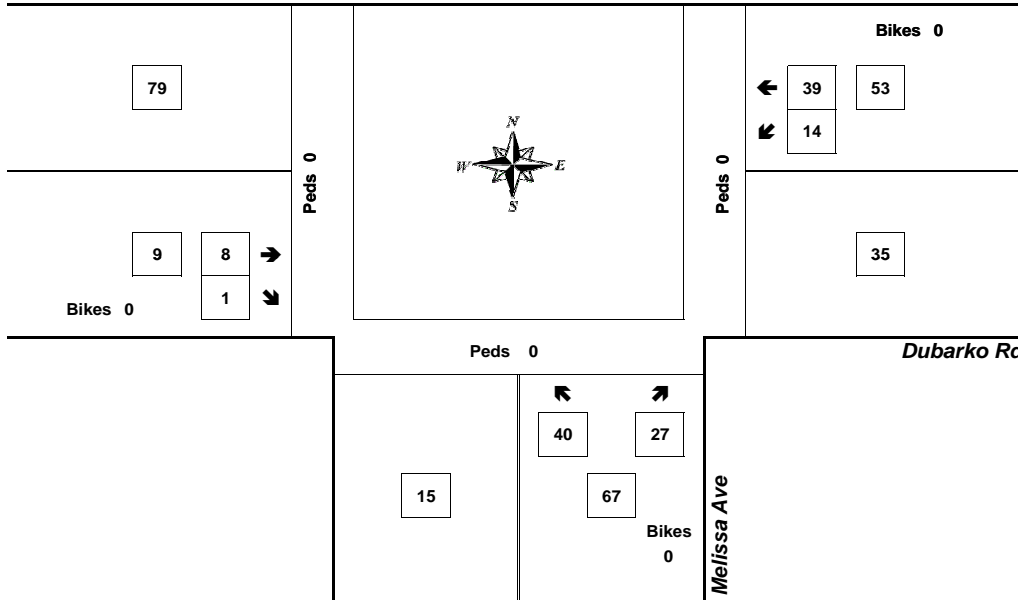 Bikes 0
79
39 53
14
N
W E
S
Peds 0
Peds 0
9 8
1
35
Bikes 0
Peds 0
Dubarko Rd
40 27
15
67
Bikes
0
Melissa Ave